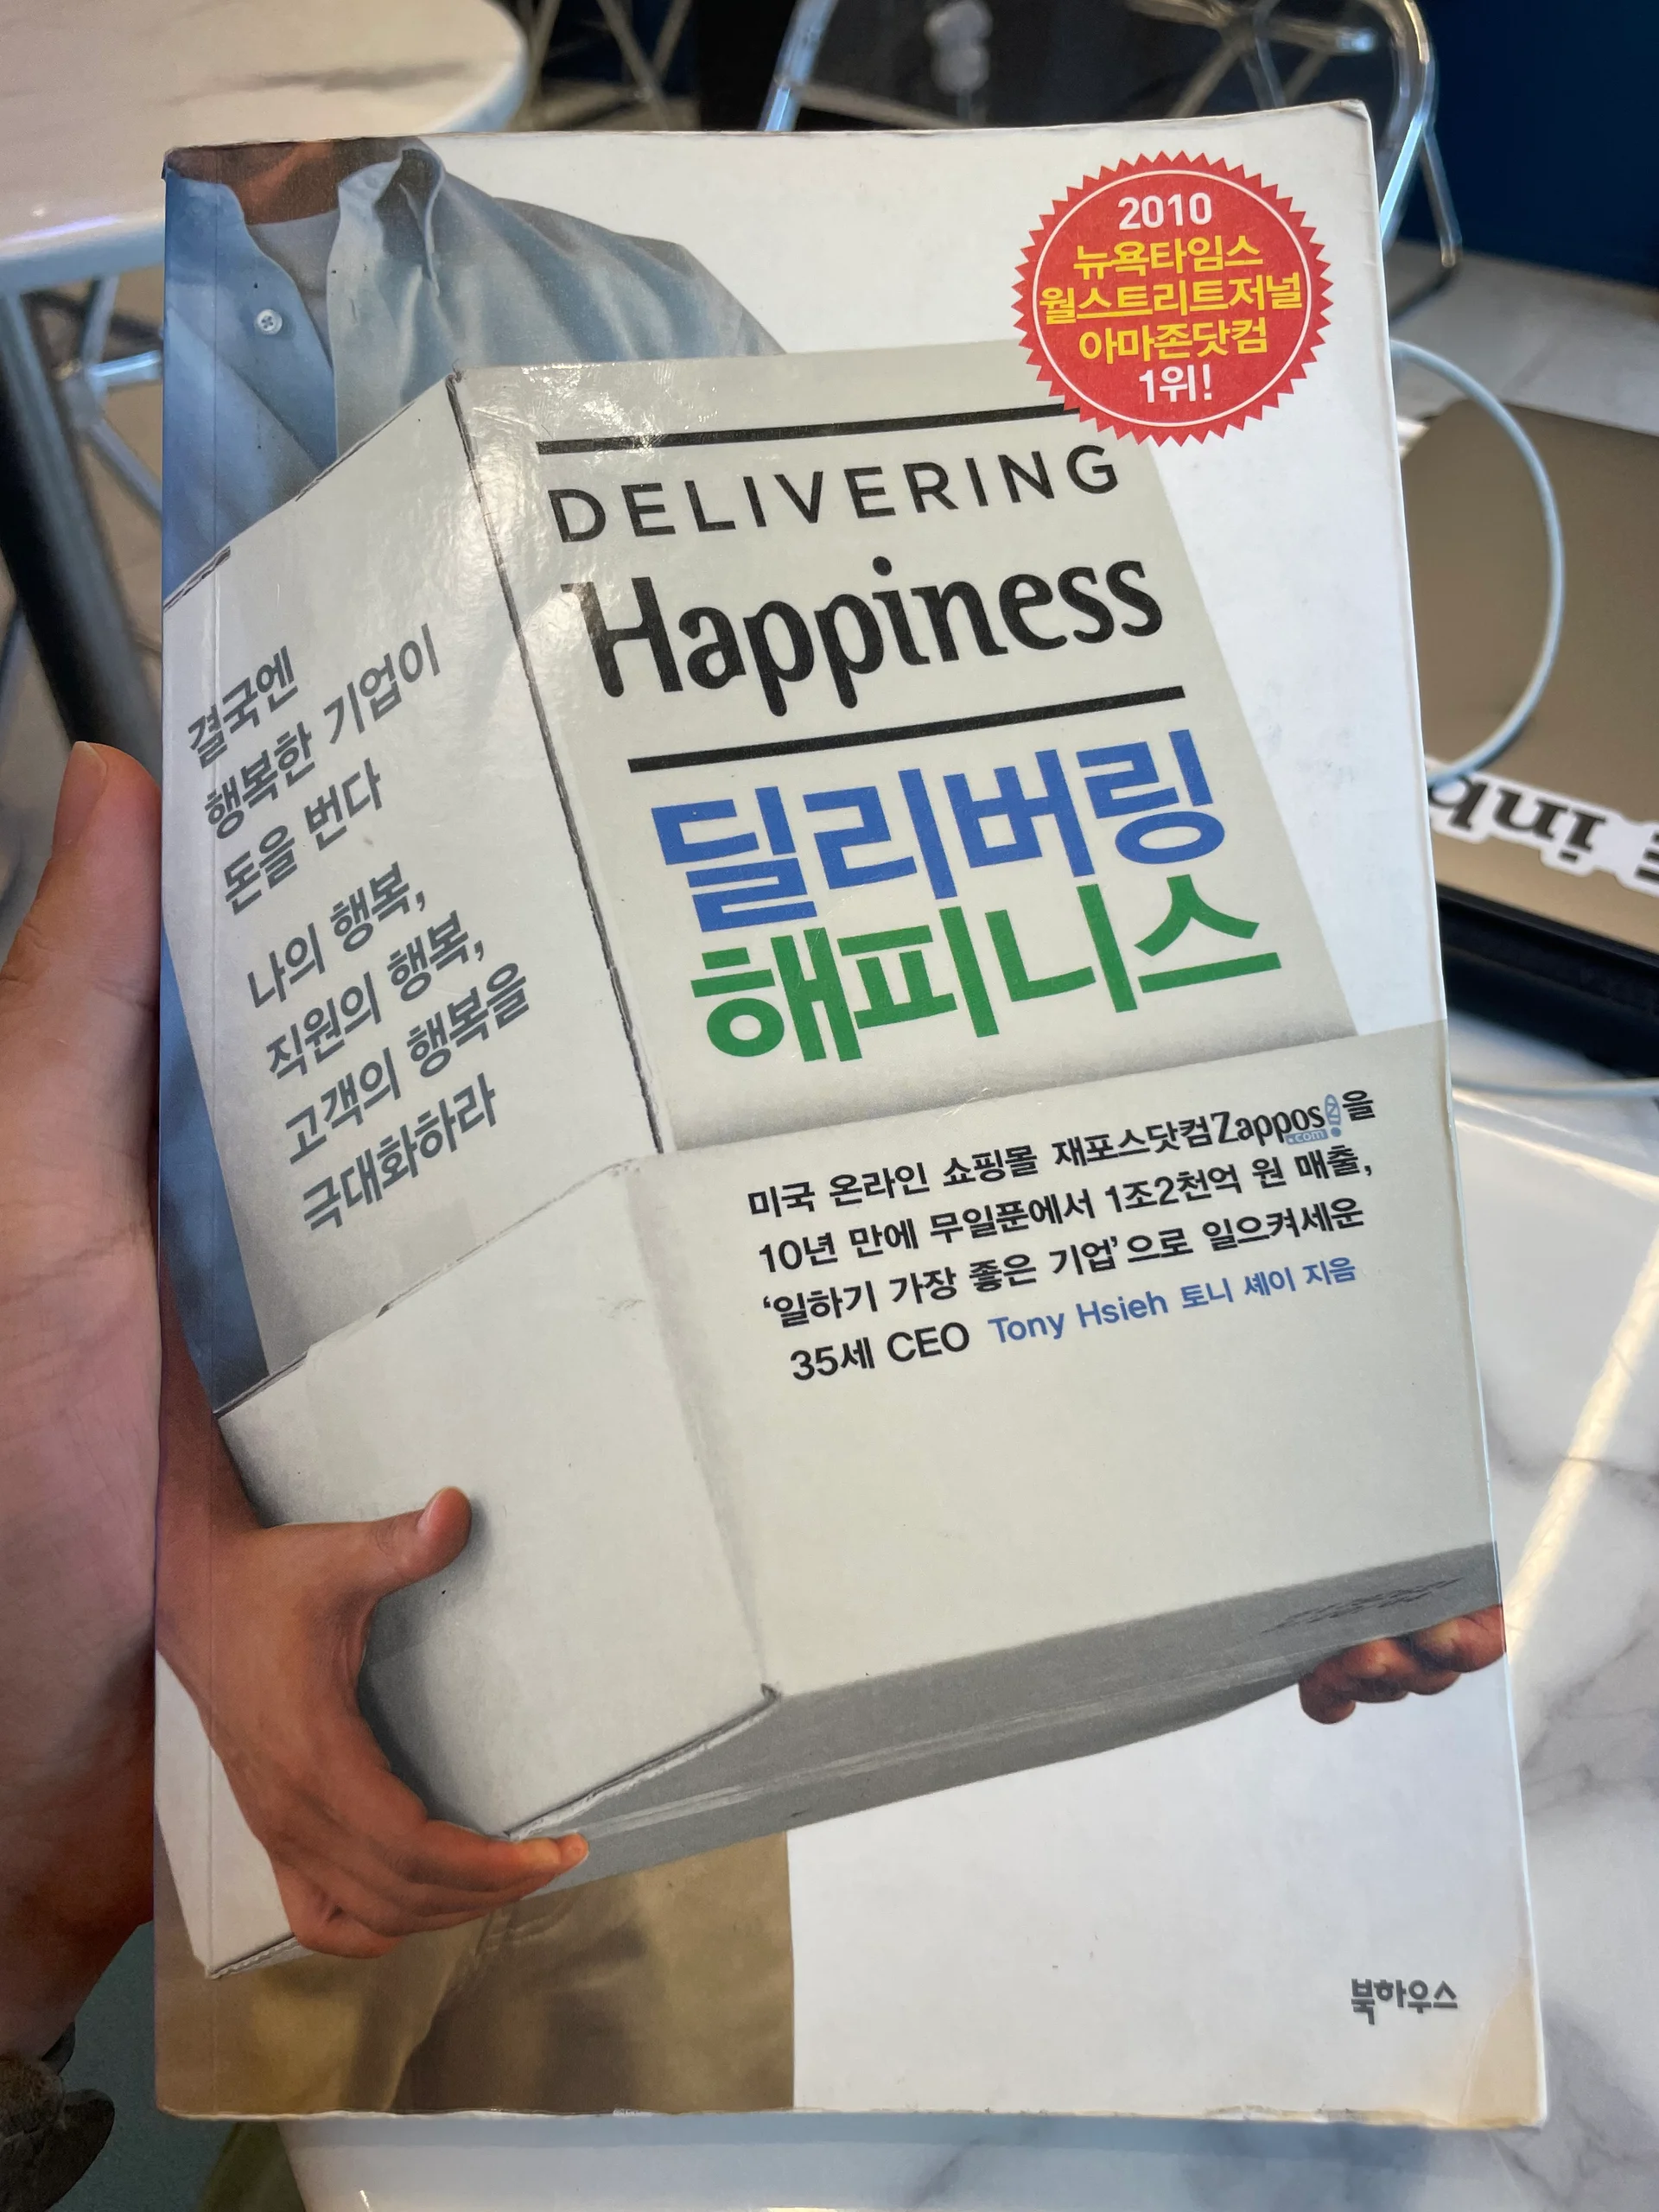 2010
뉴욕타임스
월스트리트저널
아마존닷컴
1위!
DELIVERING
Happiness
딜리버링
해피니스
결국엔
행복한 기업이
돈을 번다
나의 행복,
직원의 행복,
고객의 행복을
극대화하라
미국 온라인 쇼핑몰 재포스닷컴Zappos.com을
10년 만에 무일푼에서 1조2천억 원 매출,
‘일하기 가장 좋은 기업’으로 일으켜세운
35세 CEO Tony Hsieh 토니 셰이 지음
북하우스